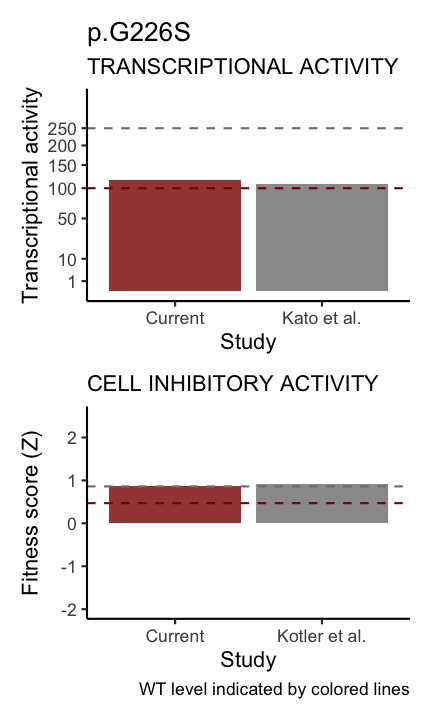 p.G226S
TRANSCRIPTIONAL ACTIVITY
Transcriptional activity
250
200
150
100
50
10
1
Current
Kato et al.
Study
CELL INHIBITORY ACTIVITY
Fitness score (Z)
2
1
0
-1
-2
Current
Kotler et al.
Study
WT level indicated by colored lines